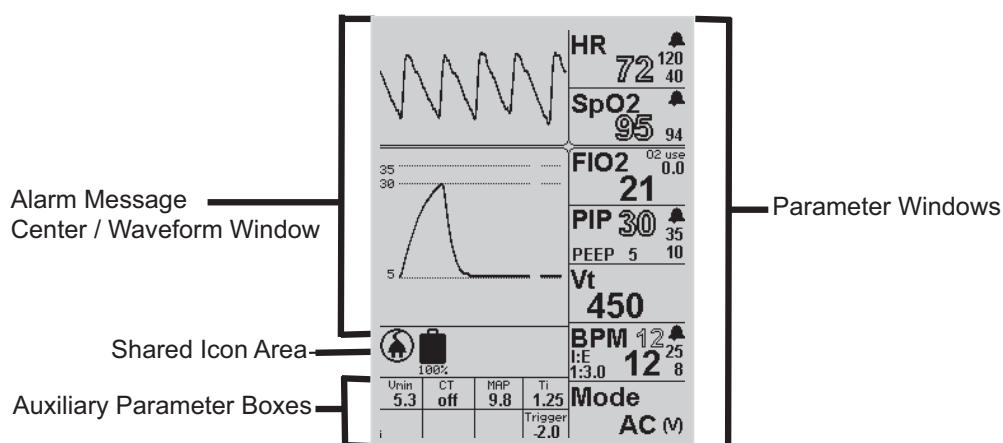 Alarm Message
Center / Waveform Window
Shared Icon Area
Auxiliary Parameter Boxes
35
30
5
100%
Vmin CT MAP Ti
5.3 off 9.8 1.25
Trigger
-2.0
i
HR
72 120
40
SpO2
95 94
FIO2 O2 use
0.0
21
PIP 30 35
PEEP 5 10
Vt
450
BPM 12
I:E 12 25
1:3.0 8
Mode
AC (V)
Parameter Windows